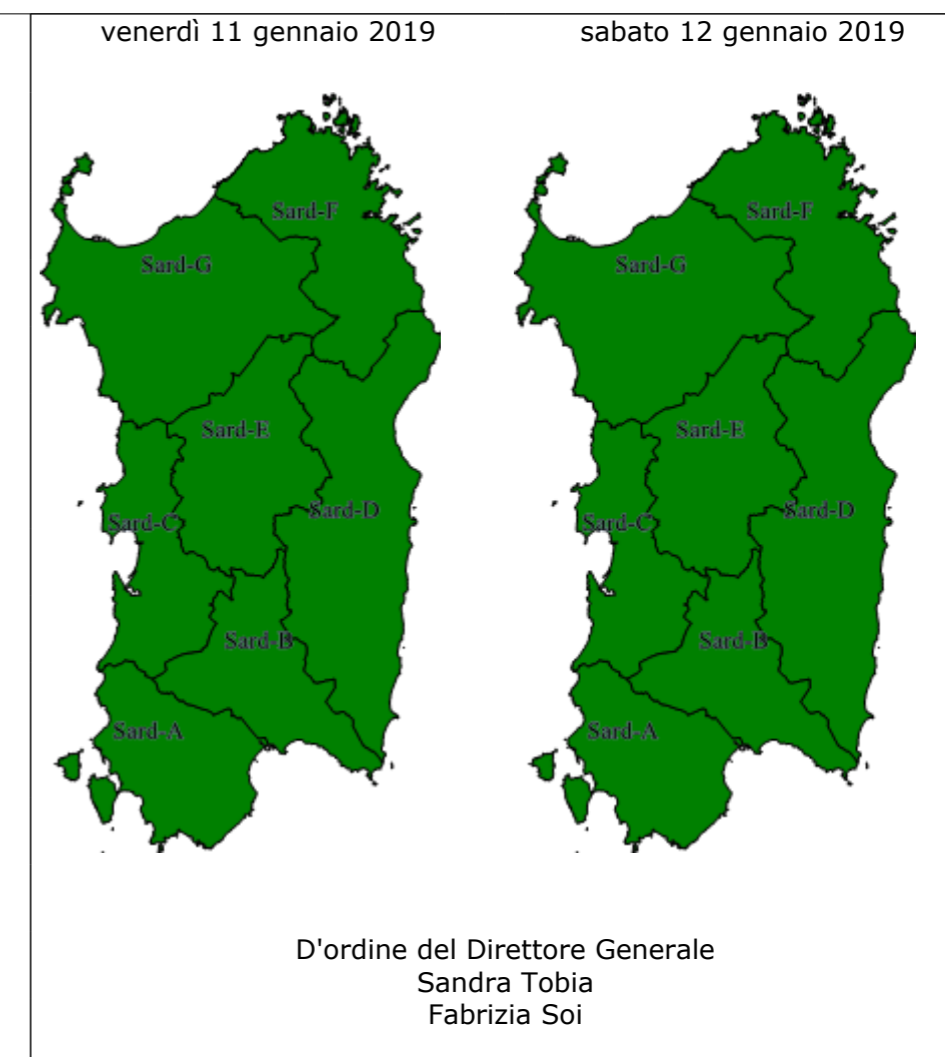 venerdì 11 gennaio 2019
sabato 12 gennaio 2019
Sard-F
Sard-G
Sard-E
Sard-D
Sard-C
Sard-B
Sard-A
Sard-F
Sard-G
Sard-E
Sard-D
Sard-C
Sard-B
Sard-A
D'ordine del Direttore Generale
Sandra Tobia
Fabrizia Soi